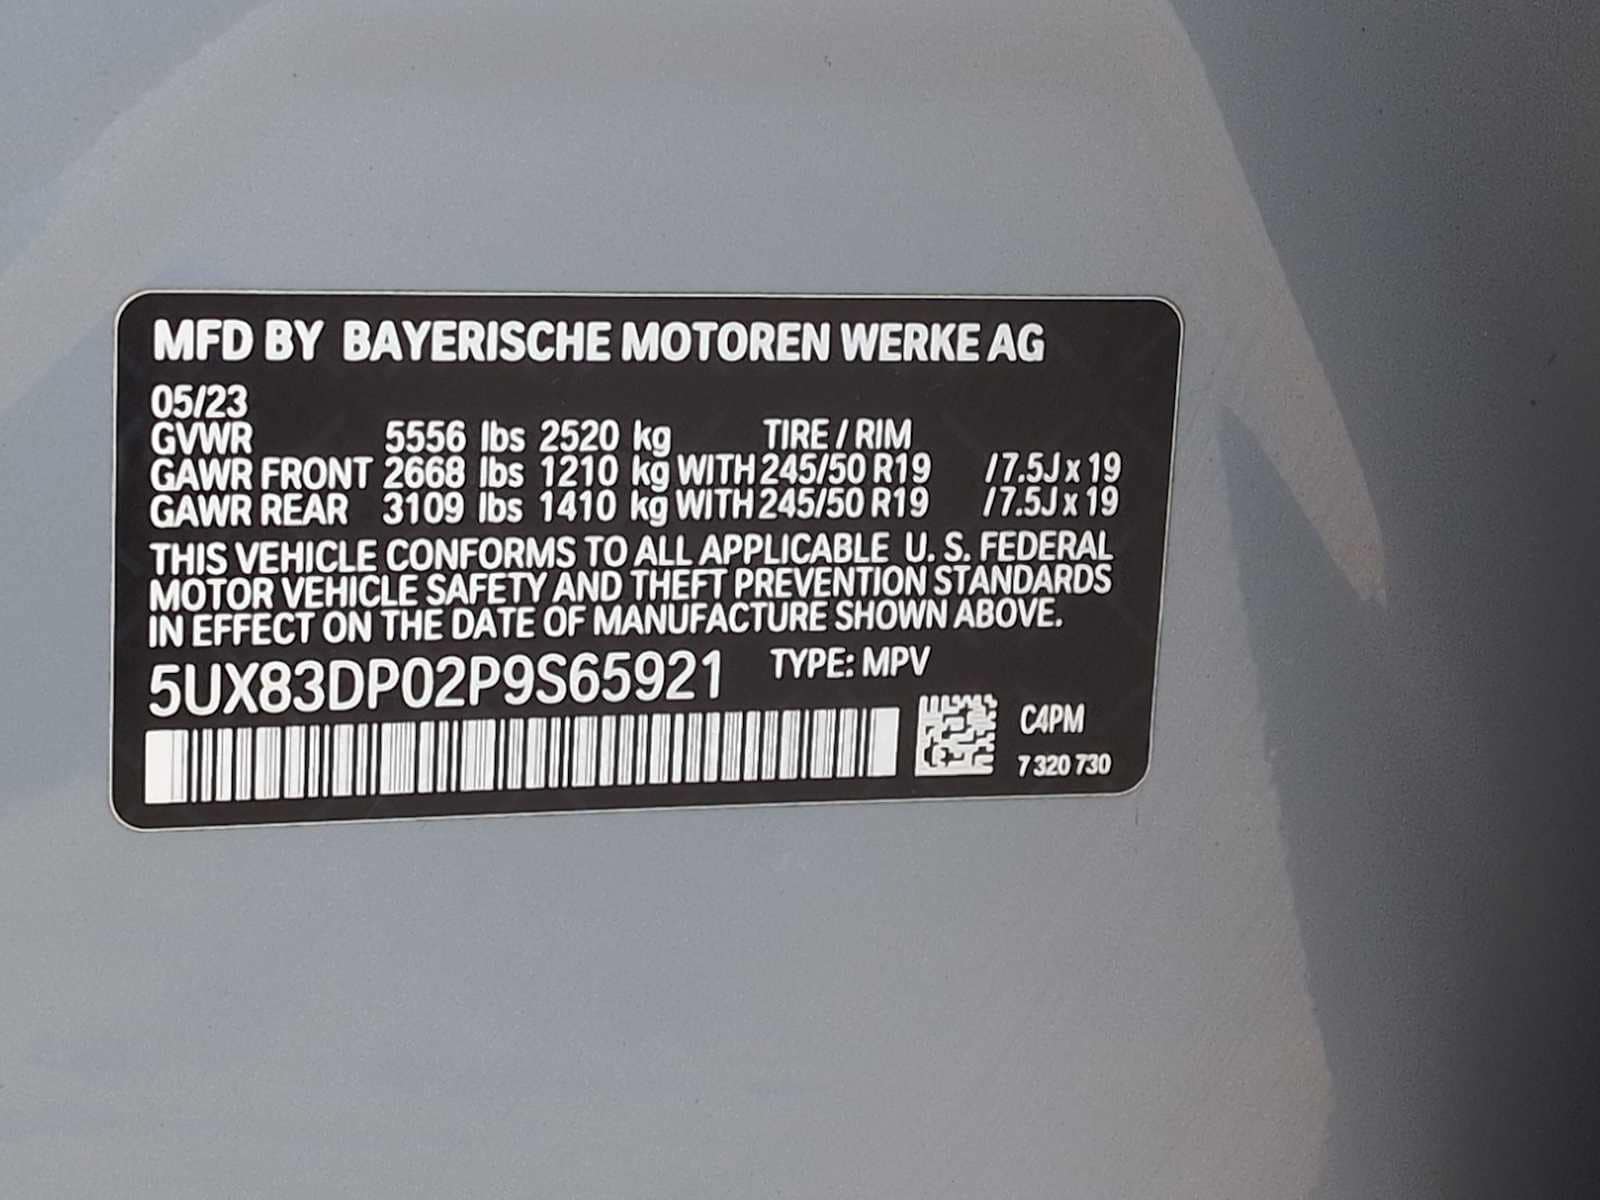 MFD BY BAYERISCHE MOTOREN WERKE AG
05/23
GVWR 5556 lbs 2520 kg TIRE / RIM
GAWR FRONT 2668 lbs 1210 kg WITH 245/50 R19 /7.5J x 19
GAWR REAR 3109 lbs 1410 kg WITH 245/50 R19 /7.5J x 19
THIS VEHICLE CONFORMS TO ALL APPLICABLE U. S. FEDERAL
MOTOR VEHICLE SAFETY AND THEFT PREVENTION STANDARDS
IN EFFECT ON THE DATE OF MANUFACTURE SHOWN ABOVE.
5UX83DP02P9S65921 TYPE: MPV
C4PM
7 320 730